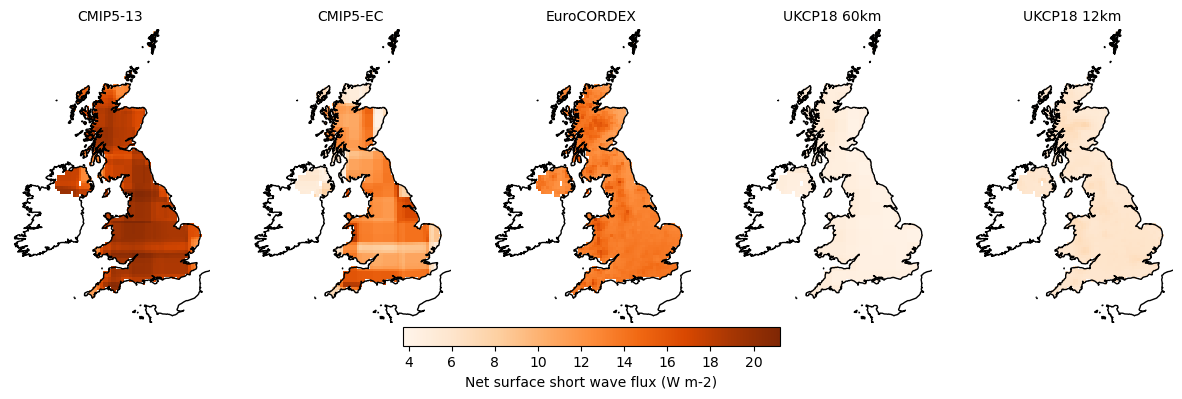 CMIP5-13 CMIP5-EC EuroCORDEX UKCP18 60km UKCP18 12km
4 6 8 10 12 14 16 18 20
Net surface short wave flux (W m-2)